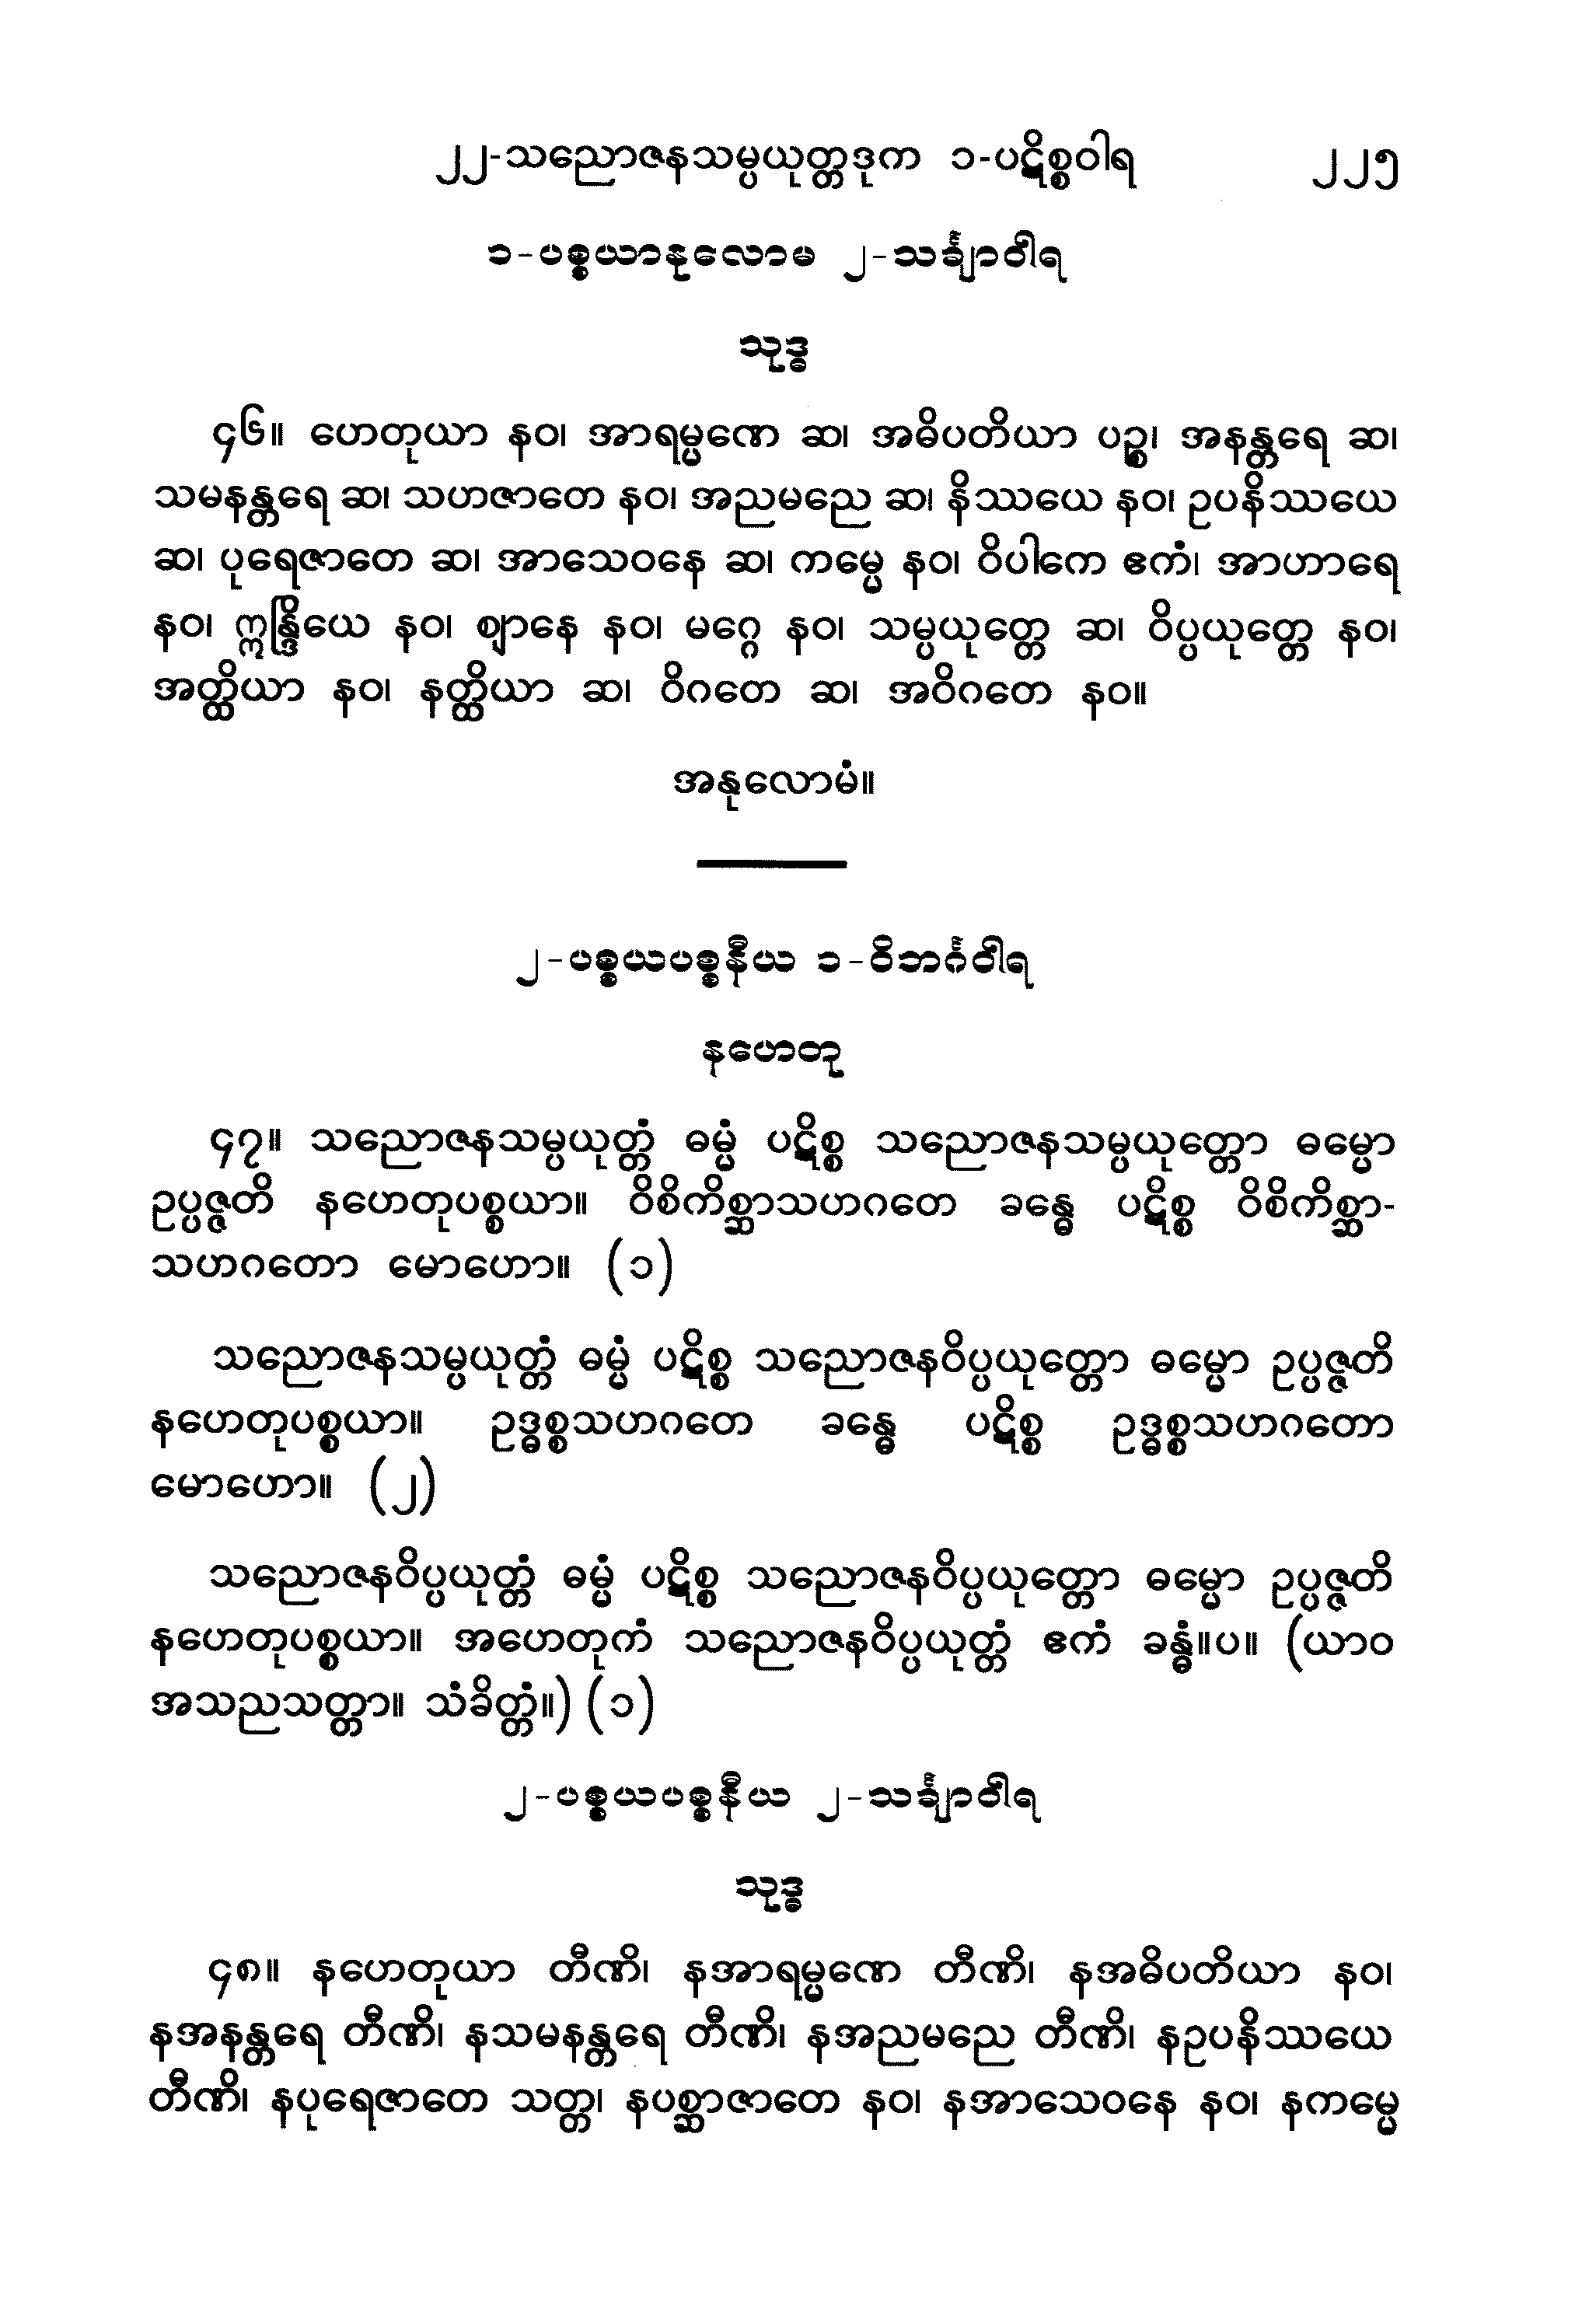 ၂၂-သညောဇနသမ္ပယုတ္တဒုက ၁-ပဋိစ္စဝါရ ၂၂၅
၁-ပစ္စယာနုလောမ ၂-သင်္ချာဝါရ
သုဒ္ဓ
၄၆။ ဟေတုယာ နဝ၊ အာရမ္မဏေ ဆ၊ အဓိပတိယာ ပဉ္စ၊ အနန္တရေ ဆ၊
သမနန္တရေ ဆ၊ သဟဇာတေ နဝ၊ အညမညေ ဆ၊ နိဿယေ နဝ၊ ဥပနိဿယေ
ဆ၊ ပုရေဇာတေ ဆ၊ အာသေဝနေ ဆ၊ ကမ္မေ နဝ၊ ဝိပါကေ ဧကံ၊ အာဟာရေ
နဝ၊ ဣန္ဒြိယေ နဝ၊ ဈာနေ နဝ၊ မဂ္ဂေ နဝ၊ သမ္ပယုတ္တေ ဆ၊ ဝိပ္ပယုတ္တေ နဝ၊
အတ္ထိယာ နဝ၊ နတ္ထိယာ ဆ၊ ဝိဂတေ ဆ၊ အဝိဂတေ နဝ။
အနုလောမံ။
၂-ပစ္စယပစ္စနီယ ၁-ဝိဘင်္ဂဝါရ
နဟေတု
၄၇။ သညောဇနသမ္ပယုတ္တံ ဓမ္မံ ပဋိစ္စ သညောဇနသမ္ပယုတ္တော ဓမ္မော
ဥပ္ပဇ္ဇတိ နဟေတုပစ္စယာ။ ဝိစိကိစ္ဆာသဟဂတေ ခန္ဓေ ပဋိစ္စ ဝိစိကိစ္ဆာ-
သဟဂတော မောဟော။ (၁)
သညောဇနသမ္ပယုတ္တံ ဓမ္မံ ပဋိစ္စ သညောဇနဝိပ္ပယုတ္တော ဓမ္မော ဥပ္ပဇ္ဇတိ
နဟေတုပစ္စယာ။ ဥဒ္ဓစ္စသဟဂတေ ခန္ဓေ ပဋိစ္စ ဥဒ္ဓစ္စသဟဂတော
မောဟော။ (၂)
သညောဇနဝိပ္ပယုတ္တံ ဓမ္မံ ပဋိစ္စ သညောဇနဝိပ္ပယုတ္တော ဓမ္မော ဥပ္ပဇ္ဇတိ
နဟေတုပစ္စယာ။ အဟေတုကံ သညောဇနဝိပ္ပယုတ္တံ ဧကံ ခန္ဓံ။ပ။ (ယာဝ
အသညသတ္တာ။ သံခိတ္တံ။) (၁)
၂-ပစ္စယပစ္စနီယ ၂-သင်္ချာဝါရ
သုဒ္ဓ
၄၈။ နဟေတုယာ တီဏိ၊ နအာရမ္မဏေ တီဏိ၊ နအဓိပတိယာ နဝ၊
နအနန္တရေ တီဏိ၊ နသမနန္တရေ တီဏိ၊ နအညမညေ တီဏိ၊ နဥပနိဿယေ
တီဏိ၊ နပုရေဇာတေ သတ္တ၊ နပစ္ဆာဇာတေ နဝ၊ နအာသေဝနေ နဝ၊ နကမ္မေ